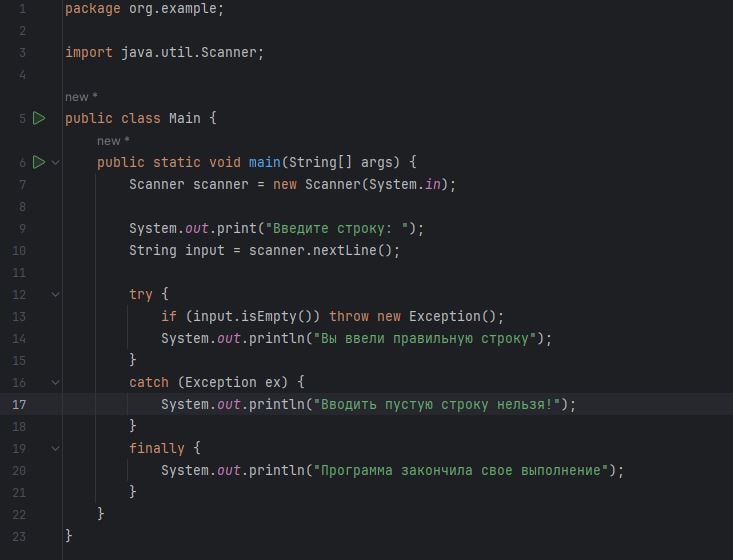 1 package org.example;
2
3 import java.util.Scanner;
4
new *
5 public class Main {
new *
6 public static void main(String[] args) {
7 Scanner scanner = new Scanner(System.in);
8
9 System.out.print("Введите строку: ");
10 String input = scanner.nextLine();
11
12 try {
13 if (input.isEmpty()) throw new Exception();
14 System.out.println("Вы ввели правильную строку");
15 }
16 catch (Exception ex) {
17 System.out.println("Вводить пустую строку нельзя!");
18 }
19 finally {
20 System.out.println("Программа закончила свое выполнение");
21 }
22 }
23 }